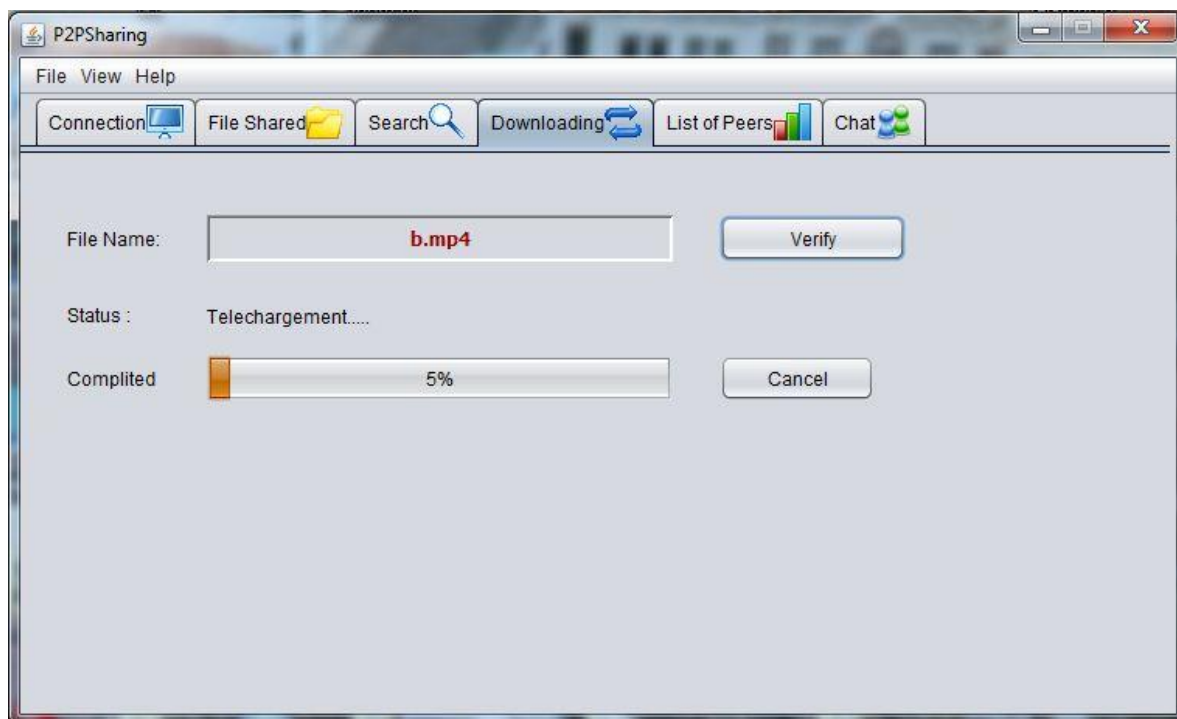 P2PSharing
File View Help
Connection File Shared Search Downloading List of Peers Chat
File Name: b.mp4 Verify
Status : Telechargement.....
Complited 5% Cancel